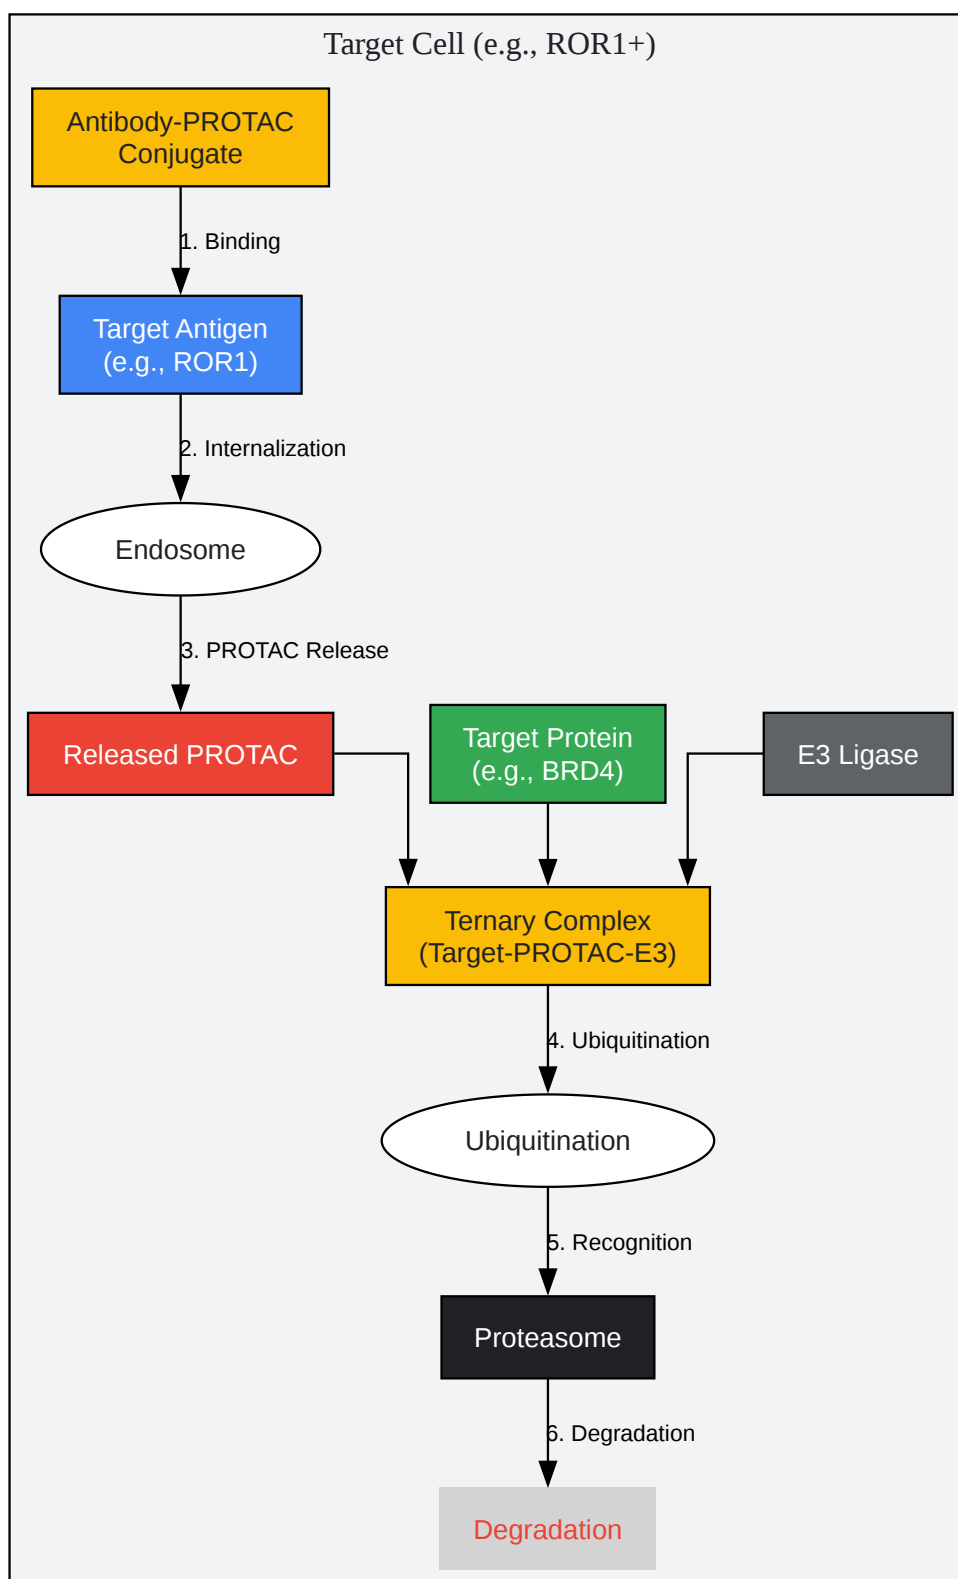 Target Cell (e.g., ROR1+)
Antibody-PROTAC
Conjugate
1. Binding
Target Antigen
(e.g., ROR1)
2. Internalization
Endosome
3. PROTAC Release
Released PROTAC
Target Protein
(e.g., BRD4)
E3 Ligase
Ternary Complex
(Target-PROTAC-E3)
4. Ubiquitination
Ubiquitination
5. Recognition
Proteasome
6. Degradation
Degradation